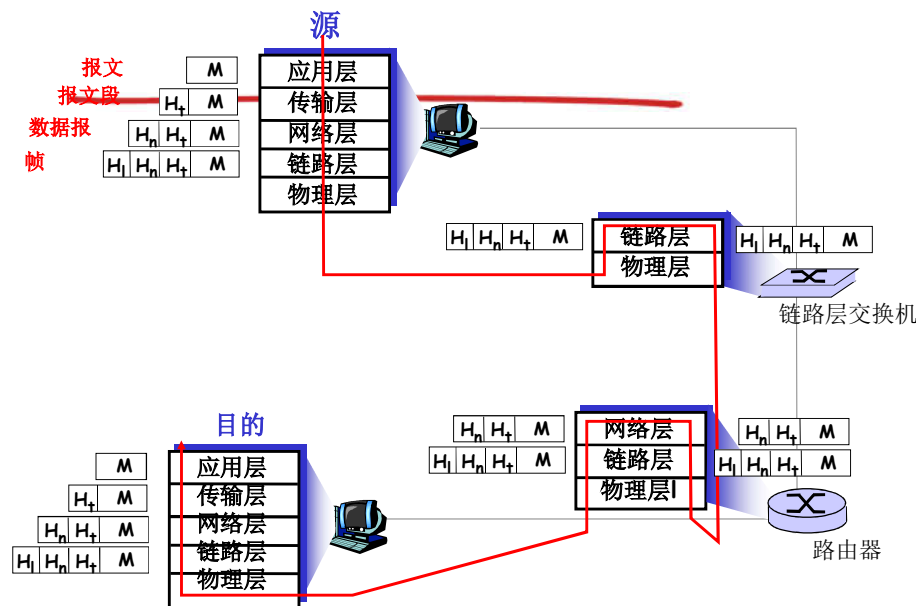 源
报文 M 应用层
报文段 Ht M 传输层
数据报 Hn Ht M 网络层
帧 Hl Hn Ht M 链路层
物理层
Hl Hn Ht M 链路层 Hl Hn Ht M
物理层
链路层交换机
目的
Hn Ht M 网络层 Hn Ht M
Hl Hn Ht M 链路层 Hl Hn Ht M
物理层l
路由器
M 应用层
Ht M 传输层
Hn Ht M 网络层
Hl Hn Ht M 链路层
物理层